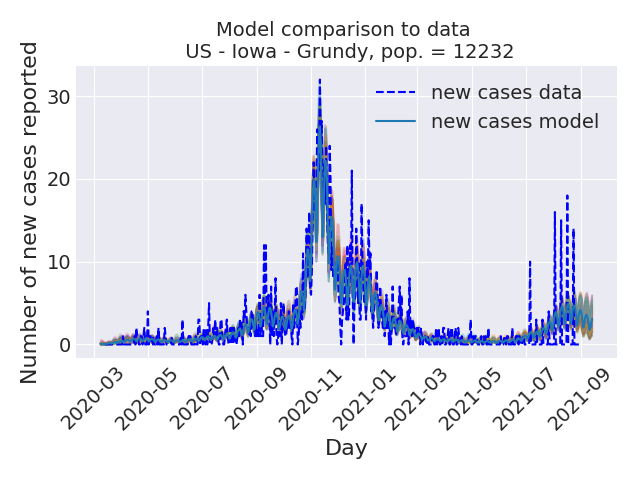 Model comparison to data
US - Iowa - Grundy, pop. = 12232
Number of new cases reported
30
20
10
0
new cases data
new cases model
2020-03
2020-05
2020-07
2020-09
2020-11
2021-01
2021-03
2021-05
2021-07
2021-09
Day